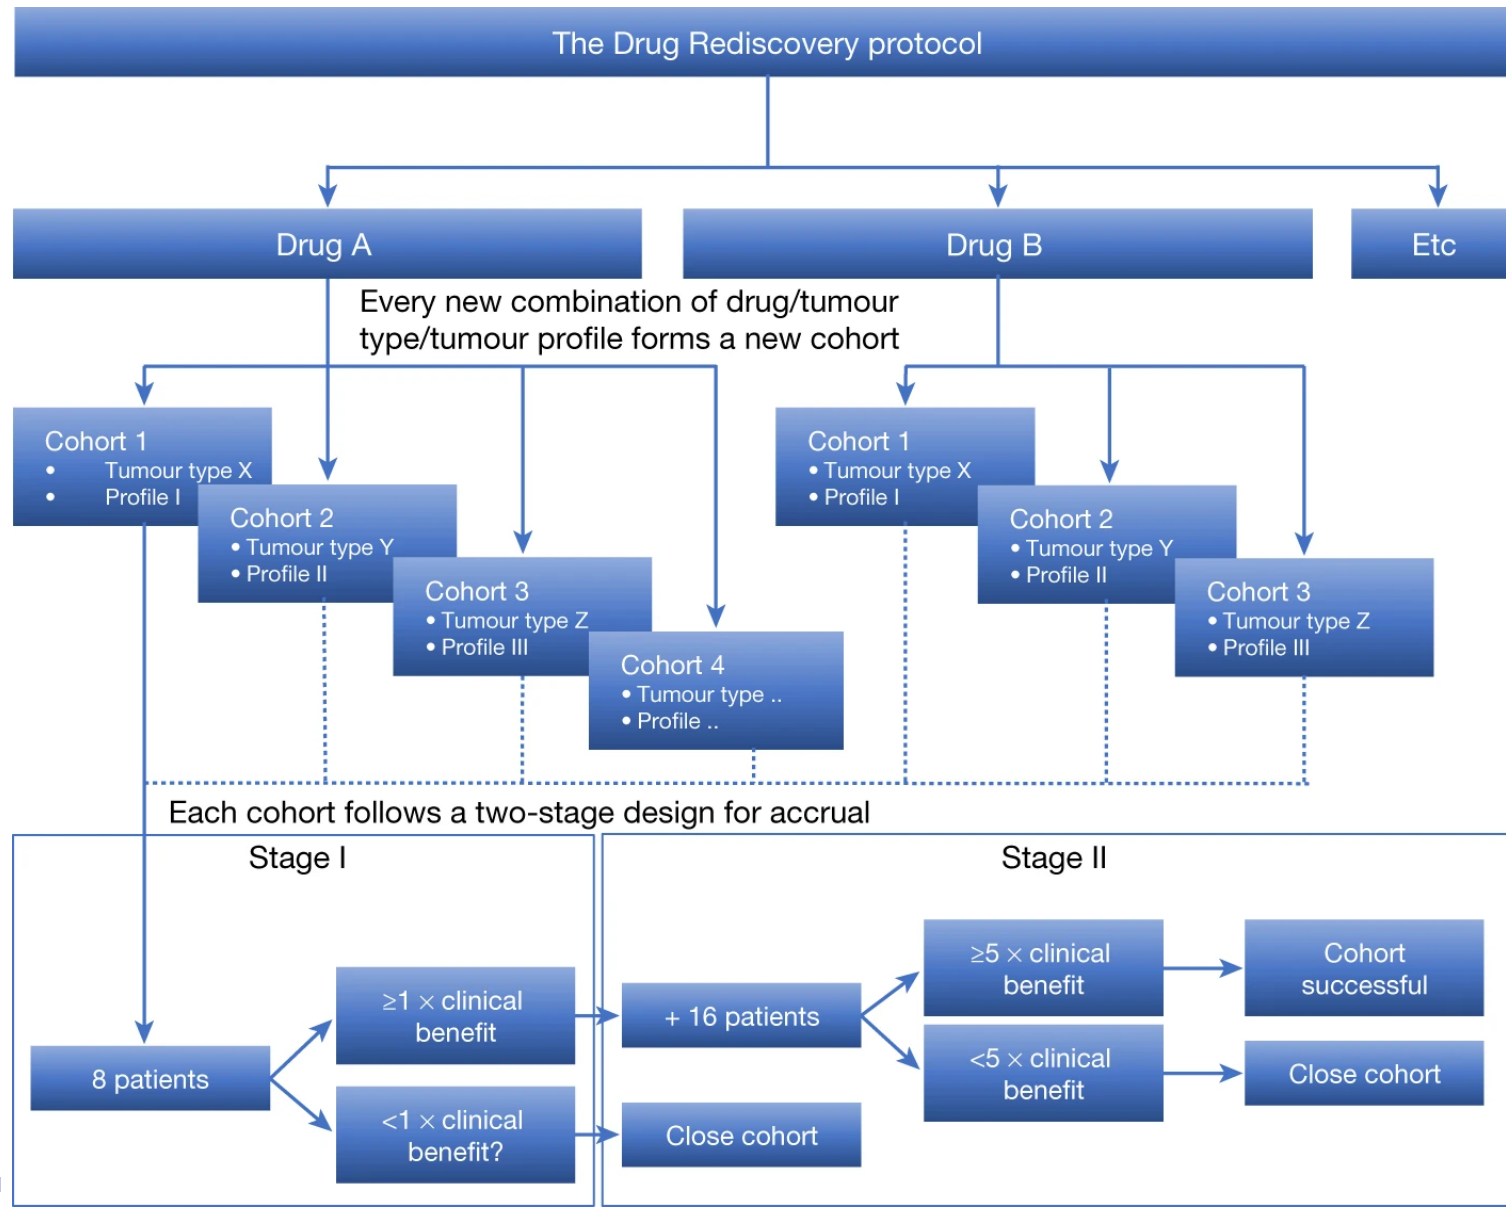 The Drug Rediscovery protocol
Drug A
Drug B
Etc
Every new combination of drug/tumour
type/tumour profile forms a new cohort
Cohort 1
• Tumour type X
• Profile I
Cohort 2
• Tumour type Y
• Profile II
Cohort 3
• Tumour type Z
• Profile III
Cohort 4
• Tumour type ..
• Profile ..
Cohort 1
• Tumour type X
• Profile I
Cohort 2
• Tumour type Y
• Profile II
Cohort 3
• Tumour type Z
• Profile III
Each cohort follows a two-stage design for accrual
Stage I
8 patients
≥1 × clinical
benefit
<1 × clinical
benefit?
Stage II
+ 16 patients
Close cohort
≥5 × clinical
benefit
<5 × clinical
benefit
Cohort
successful
Close cohort